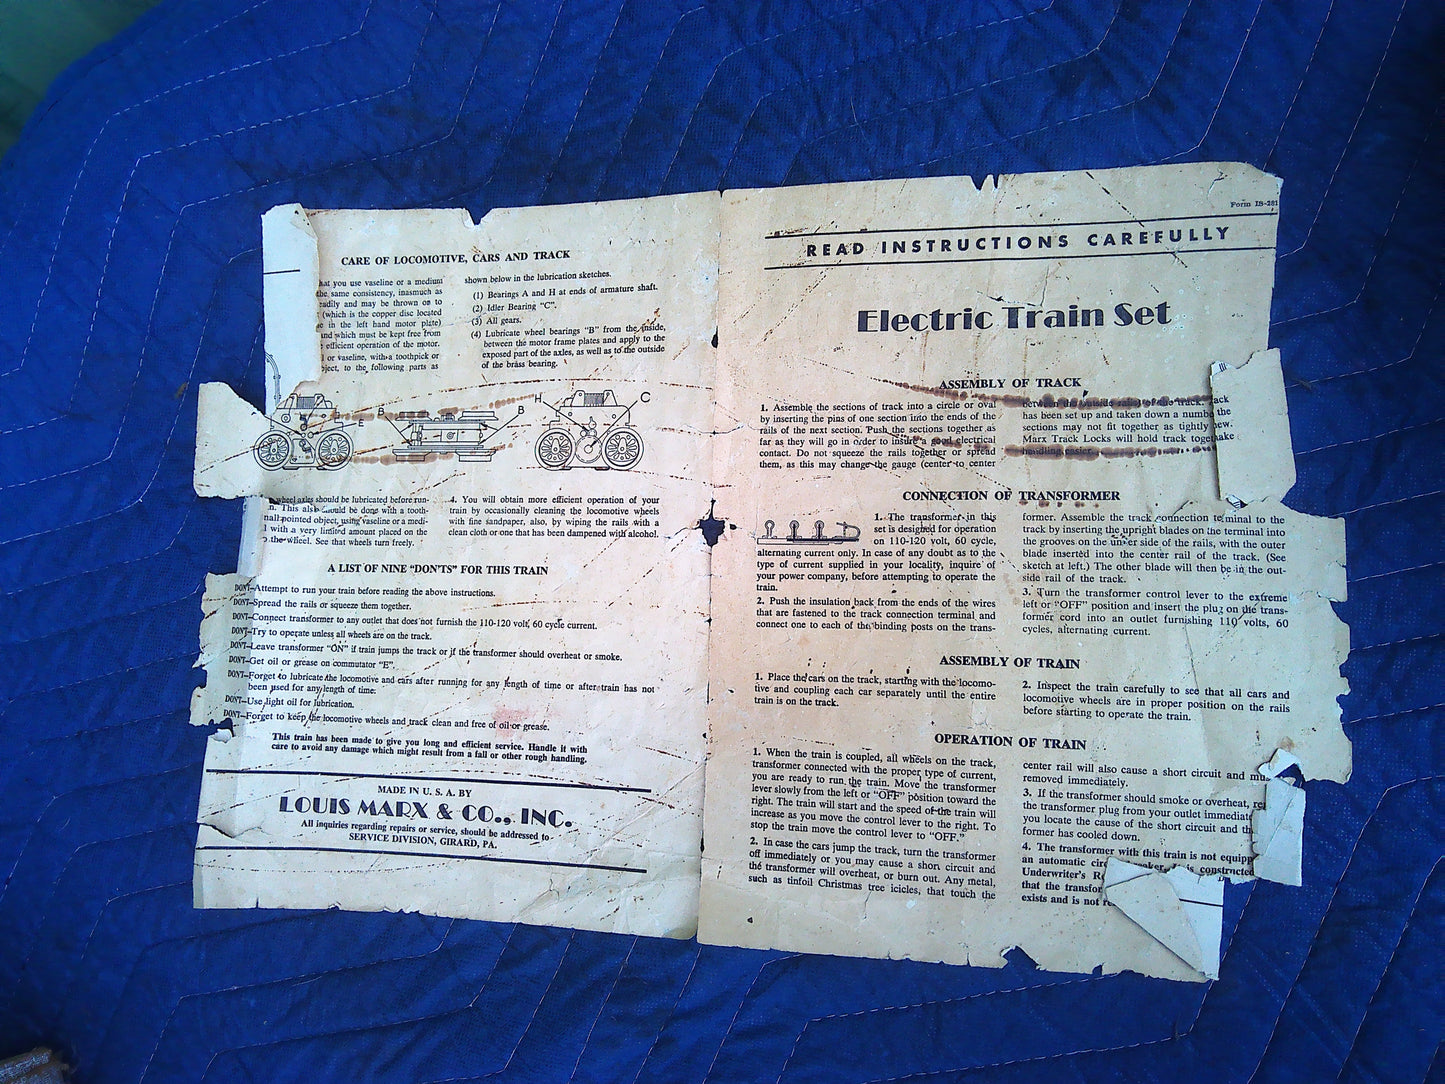 CARE OF LOCOMOTIVE, CARS AND TRACK
hat you use vaseline or a medium
the same consistency, inasmuch as
eadily and may be thrown on to
(which is the copper disc located
e in the left hand motor plate)
and which must be kept free from
efficient operation of the motor.
l or vaseline, with a toothpick or
bject, to the following parts as
shown below in the lubrication sketches.
(1) Bearings A and H at ends of armature shaft.
(2) Idler Bearing "C".
(3) All gears.
(4) Lubricate wheel bearings "B" from the inside,
between the motor frame plates and apply to the
exposed part of the axles, as well as to the outside
of the brass bearing.
B
E
B
H
C
wheel axles should be lubricated before run-
n. This also should be done with a tooth-
nall pointed object, using vaseline or a medi-
l with a very limited amount placed on the
o the wheel. See that wheels turn freely.
4. You will obtain more efficient operation of your
train by occasionally cleaning the locomotive wheels
with fine sandpaper, also, by wiping the rails with a
clean cloth or one that has been dampened with alcohol.
A LIST OF NINE "DON'TS" FOR THIS TRAIN
DON'T—Attempt to run your train before reading the above instructions.
DON'T—Spread the rails or squeeze them together.
DON'T—Connect transformer to any outlet that does not furnish the 110-120 volt, 60 cycle current.
DON'T—Try to operate unless all wheels are on the track.
DON'T—Leave transformer "ON" if train jumps the track or if the transformer should overheat or smoke.
DON'T—Get oil or grease on commutator "E".
DON'T—Forget to lubricate the locomotive and cars after running for any length of time or after train has not
been used for any length of time.
DON'T—Use light oil for lubrication.
DON'T—Forget to keep the locomotive wheels and track clean and free of oil or grease.
This train has been made to give you long and efficient service. Handle it with
care to avoid any damage which might result from a fall or other rough handling.
MADE IN U. S. A. BY
LOUIS MARX & CO., INC.
All inquiries regarding repairs or service, should be addressed to
SERVICE DIVISION, GIRARD, PA.
Form IS-281
READ INSTRUCTIONS CAREFULLY
Electric Train Set
ASSEMBLY OF TRACK
1. Assemble the sections of track into a circle or oval
by inserting the pins of one section into the ends of the
rails of the next section. Push the sections together as
far as they will go in order to insure a good electrical
contact. Do not squeeze the rails together or spread
them, as this may change the gauge (center to center
between the outside rails) of the track. ack
has been set up and taken down a numbe the
sections may not fit together as tightly ew.
Marx Track Locks will hold track toge ake
handling easier.
CONNECTION OF TRANSFORMER
1. The transformer in this
set is designed for operation
on 110-120 volt, 60 cycle,
alternating current only. In case of any doubt as to the
type of current supplied in your locality, inquire of
your power company, before attempting to operate the
train.
2. Push the insulation back from the ends of the wires
that are fastened to the track connection terminal and
connect one to each of the binding posts on the trans-
former. Assemble the track connection terminal to the
track by inserting the upright blades on the terminal into
the grooves on the under side of the rails, with the outer
blade inserted into the center rail of the track. (See
sketch at left.) The other blade will then be in the out-
side rail of the track.
3. Turn the transformer control lever to the extreme
left or "OFF" position and insert the plug on the trans-
former cord into an outlet furnishing 110 volts, 60
cycles, alternating current.
ASSEMBLY OF TRAIN
1. Place the cars on the track, starting with the locomo-
tive and coupling each car separately until the entire
train is on the track.
2. Inspect the train carefully to see that all cars and
locomotive wheels are in proper position on the rails
before starting to operate the train.
OPERATION OF TRAIN
1. When the train is coupled, all wheels on the track,
transformer connected with the proper type of current,
you are ready to run the train. Move the transformer
lever slowly from the left or "OFF" position toward the
right. The train will start and the speed of the train will
increase as you move the control lever to the right. To
stop the train move the control lever to "OFF."
2. In case the cars jump the track, turn the transformer
off immediately or you may cause a short circuit and
the transformer will overheat, or burn out. Any metal,
such as tinfoil Christmas tree icicles, that touch the
center rail will also cause a short circuit and mu
removed immediately.
3. If the transformer should smoke or overheat, re
the transformer plug from your outlet immediate
you locate the cause of the short circuit and th
former has cooled down.
4. The transformer with this train is not equipp
an automatic circ constructed
Underwriter's R
that the transfor
exists and is not r